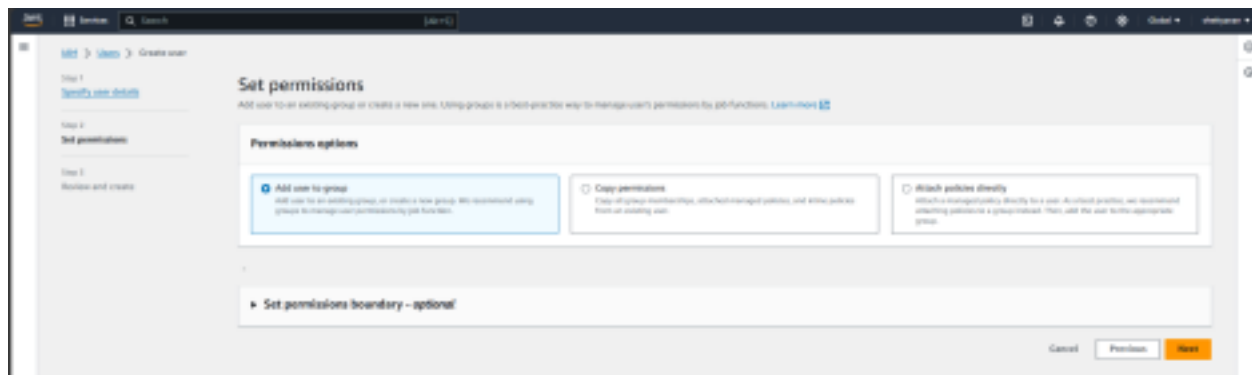 aws Services Search [Alt+S] Global
IAM > Users > Create user
Step 1
Specify user details
Step 2
Set permissions
Step 3
Review and create
Set permissions
Add user to an existing group or create a new one. Using groups is a best-practice way to manage user's permissions by job functions. Learn more
Permissions options
Add user to group
Add user to an existing group, or create a new group. We recommend using
groups to manage user permissions by job function.
Copy permissions
Copy all group memberships, attached managed policies, and inline policies
from an existing user.
Attach policies directly
Attach a managed policy directly to a user. As a best practice, we recommend
attaching policies to a group instead. Then, add the user to the appropriate
group.
Set permissions boundary - optional
Cancel Previous Next